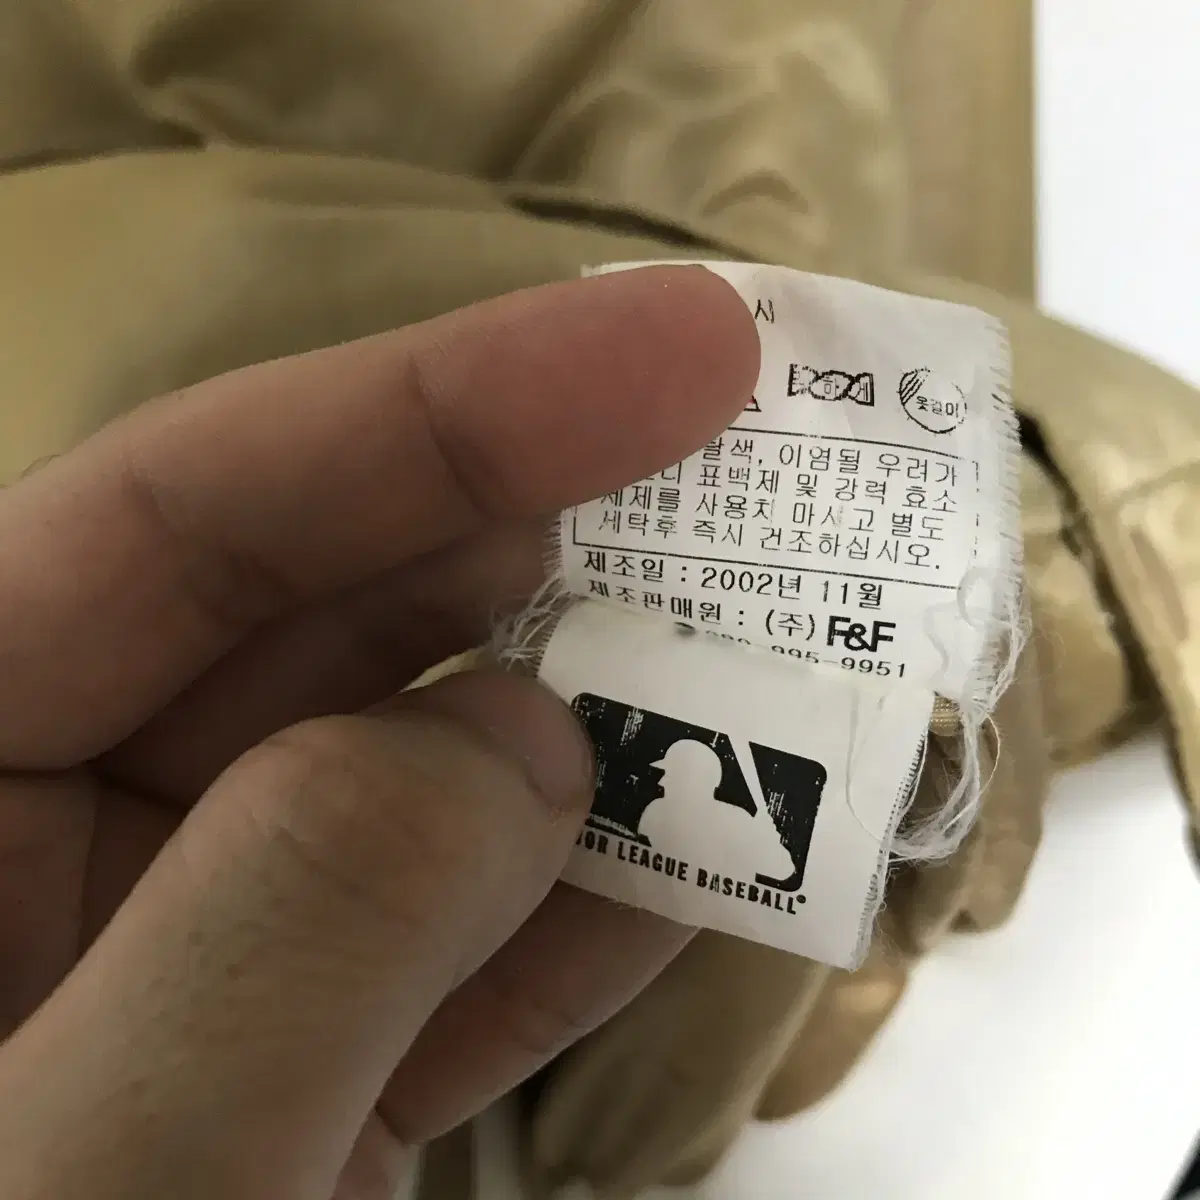 시
약하게
옷걸이
탈색, 이염될 우려가
표백제 및 강력 효소
세제를 사용치 마시고 별도
세탁후 즉시 건조하십시오.
제조일 : 2002년 11월
제조판매원 : (주) F&F
995-9951
LEAGUE BASEBALL®